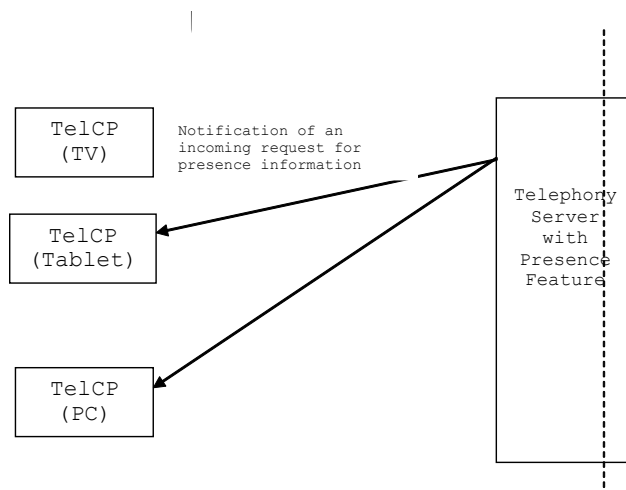 TelCP
(TV)
Notification of an
incoming request for
presence information
TelCP
(Tablet)
Telephony
Server
with
Presence
Feature
TelCP
(PC)